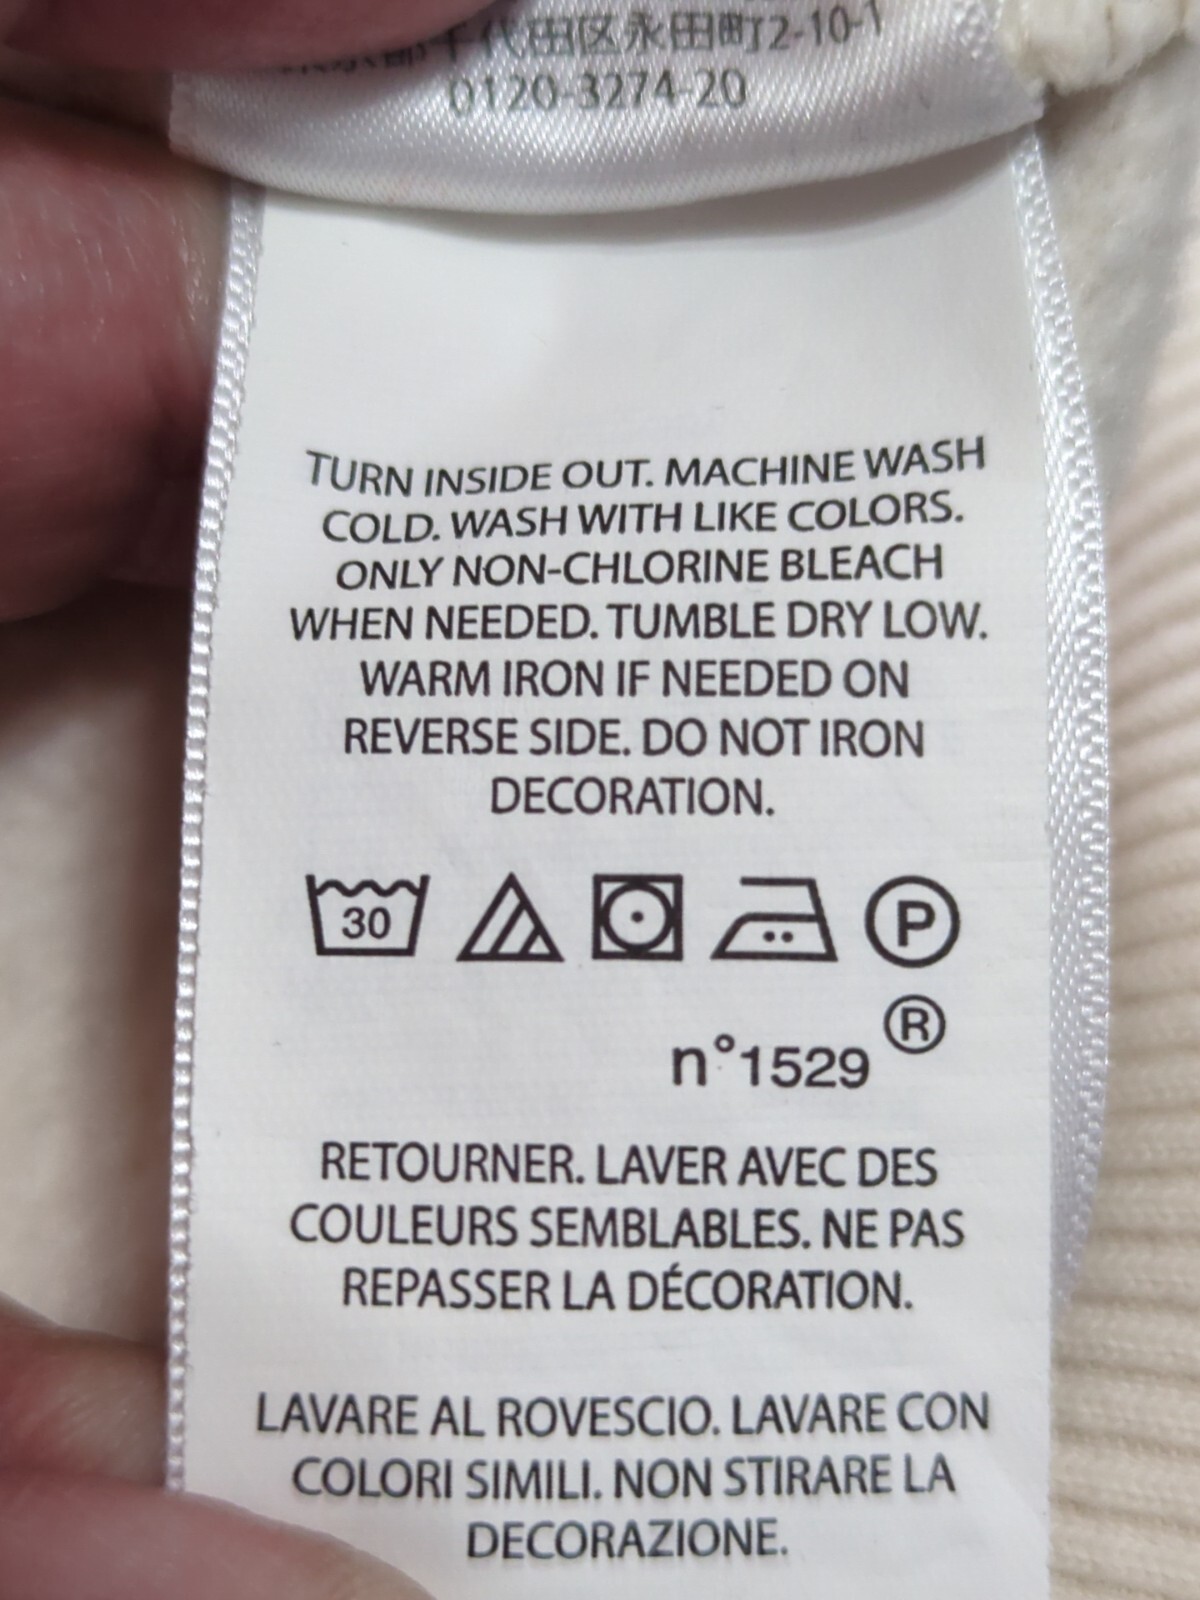 東京都千代田区永田町2-10-1
0120-3274-20
TURN INSIDE OUT. MACHINE WASH
COLD. WASH WITH LIKE COLORS.
ONLY NON-CHLORINE BLEACH
WHEN NEEDED. TUMBLE DRY LOW.
WARM IRON IF NEEDED ON
REVERSE SIDE. DO NOT IRON
DECORATION.
30 P
n°1529 ®
RETOURNER. LAVER AVEC DES
COULEURS SEMBLABLES. NE PAS
REPASSER LA DÉCORATION.
LAVARE AL ROVESCIO. LAVARE CON
COLORI SIMILI. NON STIRARE LA
DECORAZIONE.